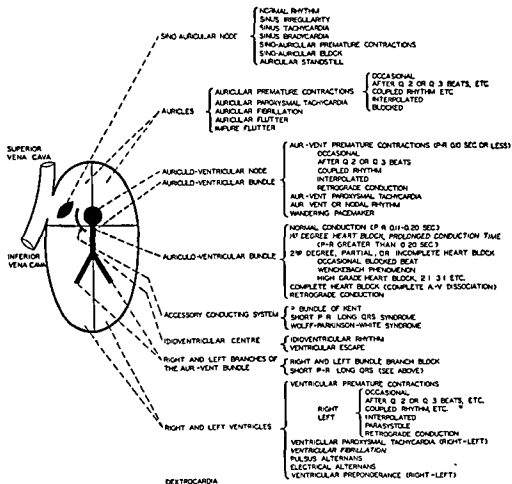 SINO AURICULAR NODE
NORMAL RHYTHM
SINUS IRREGULARITY
SINUS TACHYCARDIA
SINUS BRADYCARDIA
SINO-AURICULAR PREMATURE CONTRACTIONS
SINO-AURICULAR BLOCK
AURICULAR STANDSTILL
AURICLES
AURICULAR PREMATURE CONTRACTIONS
OCCASIONAL
AFTER Q 2 OR Q 3 BEATS, ETC
COUPLED RHYTHM ETC
INTERPOLATED
BLOCKED
AURICULAR PAROXYSMAL TACHYCARDIA
AURICULAR FIBRILLATION
AURICULAR FLUTTER
IMPURE FLUTTER
SUPERIOR
VENA CAVA
INFERIOR
VENA CAVA
AURICULO-VENTRICULAR NODE
AURICULO-VENTRICULAR BUNDLE
AUR-VENT PREMATURE CONTRACTIONS (P-R 0.10 SEC OR LESS)
OCCASIONAL
AFTER Q 2 OR Q 3 BEATS
COUPLED RHYTHM
INTERPOLATED
RETROGRADE CONDUCTION
AUR-VENT PAROXYSMAL TACHYCARDIA
AUR VENT OR NODAL RHYTHM
WANDERING PACEMAKER
AURICULO-VENTRICULAR BUNDLE
NORMAL CONDUCTION (P R 0.11-0.20 SEC)
1ST DEGREE HEART BLOCK, PROLONGED CONDUCTION TIME
(P-R GREATER THAN 0.20 SEC)
2ND DEGREE, PARTIAL, OR INCOMPLETE HEART BLOCK
OCCASIONAL BLOCKED BEAT
WENCKEBACH PHENOMENON
HIGH GRADE HEART BLOCK, 2 1 3 1 ETC.
COMPLETE HEART BLOCK (COMPLETE A-V DISSOCIATION)
RETROGRADE CONDUCTION
ACCESSORY CONDUCTING SYSTEM
? BUNDLE OF KENT
SHORT P R LONG QRS SYNDROME
WOLFF-PARKINSON-WHITE SYNDROME
IDIOVENTRICULAR CENTRE
IDIOVENTRICULAR RHYTHM
VENTRICULAR ESCAPE
RIGHT AND LEFT BRANCHES OF
THE AUR-VENT BUNDLE
RIGHT AND LEFT BUNDLE BRANCH BLOCK
SHORT P-R LONG QRS (SEE ABOVE)
RIGHT AND LEFT VENTRICLES
VENTRICULAR PREMATURE CONTRACTIONS
RIGHT
LEFT
OCCASIONAL
AFTER Q 2 OR Q 3 BEATS, ETC.
COUPLED RHYTHM, ETC.
INTERPOLATED
PARASYSTOLE
RETROGRADE CONDUCTION
VENTRICULAR PAROXYSMAL TACHYCARDIA (RIGHT-LEFT)
VENTRICULAR FIBRILLATION
PULSUS ALTERNANS
ELECTRICAL ALTERNANS
VENTRICULAR PREPONDERANCE (RIGHT-LEFT)
DEXTROCARDIA